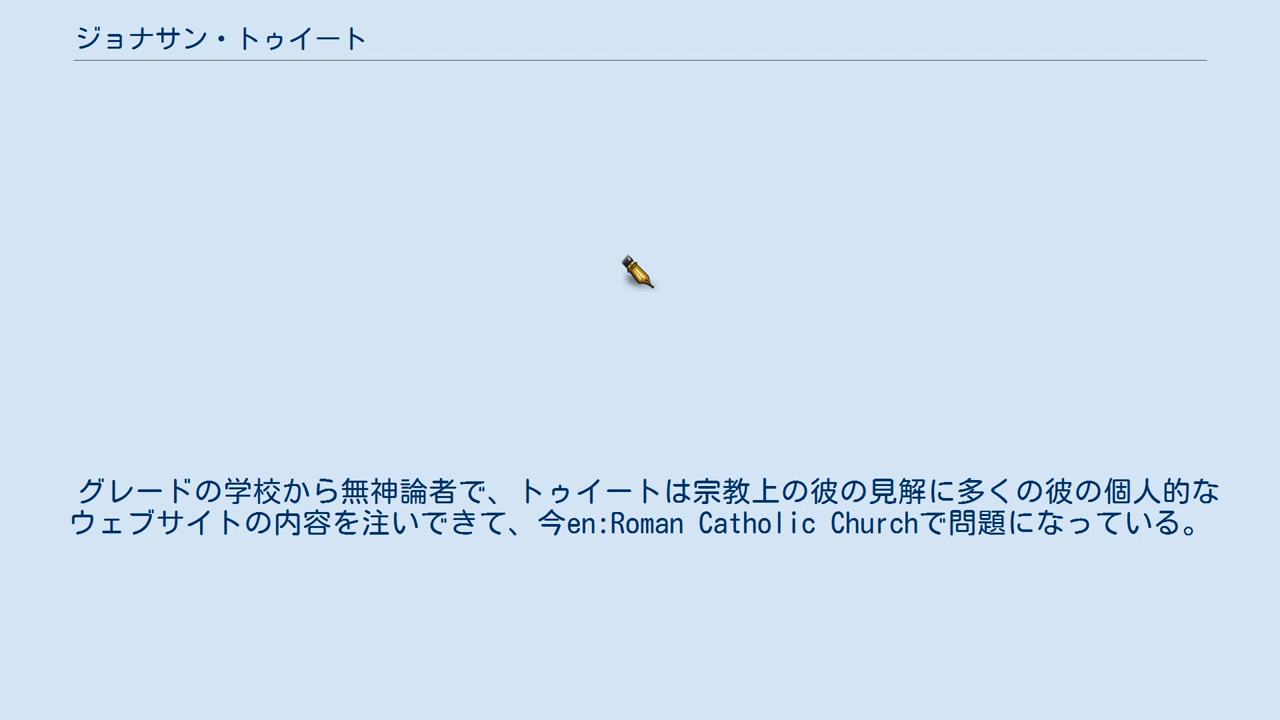 ジョナサン・トゥイート
グレードの学校から無神論者で、トゥイートは宗教上の彼の見解に多くの彼の個人的な
ウェブサイトの内容を注いできて、今en:Roman Catholic Churchで問題になっている。